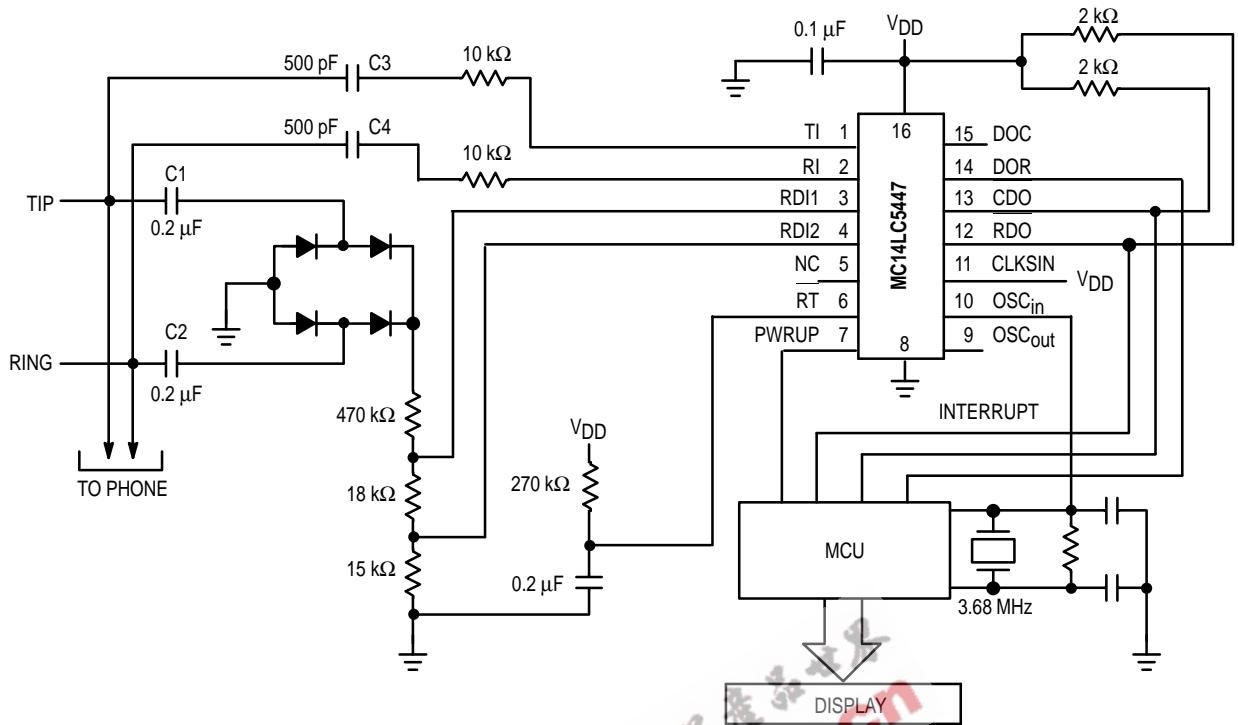 0.1 µF
VDD
2 kΩ
2 kΩ
500 pF C3
10 kΩ
500 pF C4
10 kΩ
TIP
C1
0.2 µF
RING
C2
0.2 µF
TO PHONE
470 kΩ
18 kΩ
15 kΩ
VDD
270 kΩ
0.2 µF
TI 1
RI 2
RDI1 3
RDI2 4
NC 5
RT 6
PWRUP 7
16
MC14LC5447
8
15 DOC
14 DOR
13 CDO
12 RDO
11 CLKSIN
VDD
10 OSCin
9 OSCout
INTERRUPT
MCU
3.68 MHz
DISPLAY